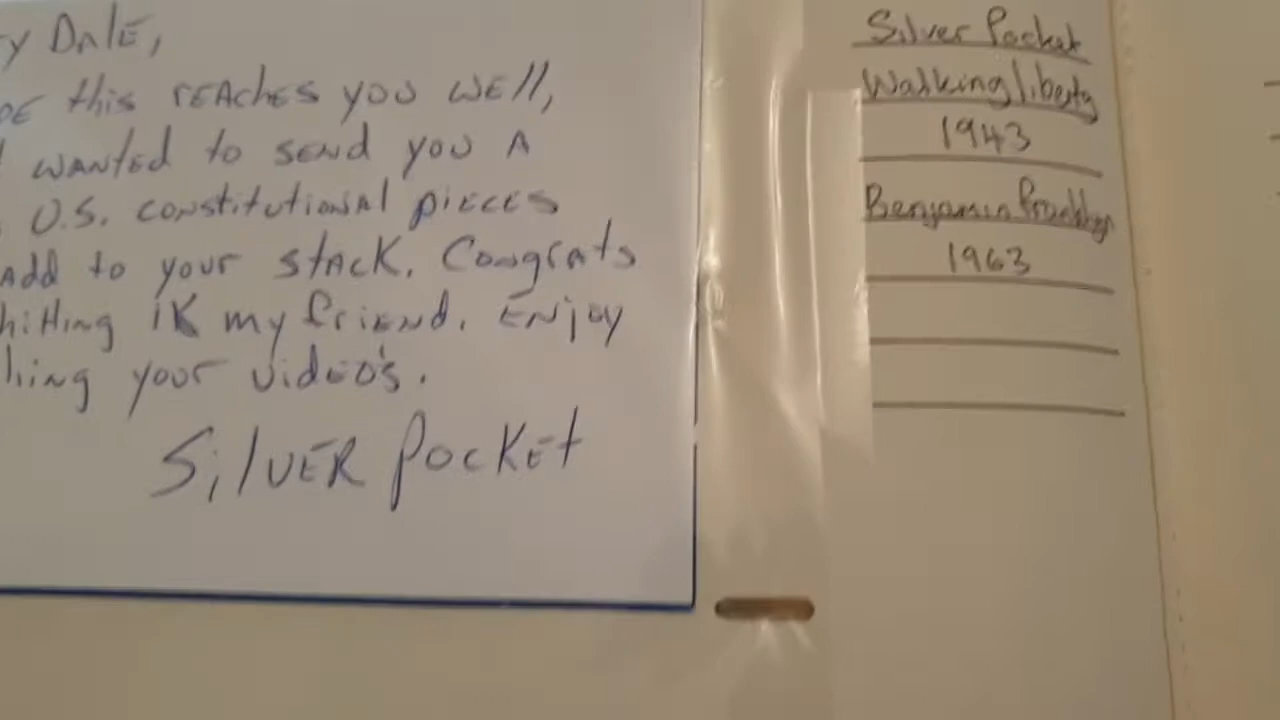 y Dale,
this reaches you well,
wanted to send you a
U.S. constitutional pieces
add to your stack. Congrats
hitting 1K my friend. Enjoy
your video's.
Silver Pocket
Silver Pocket
Walking liberty
1943
Benjamin Franklin
1963